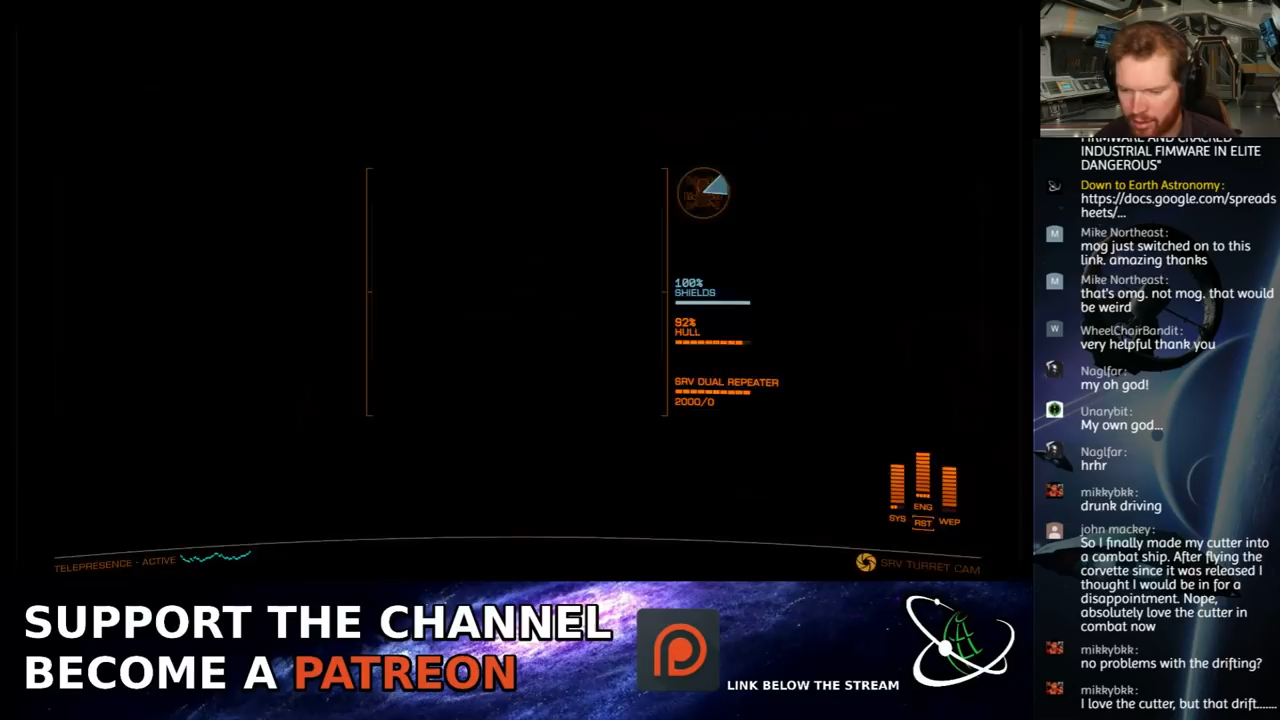 100%
SHIELDS
92%
HULL
SRV DUAL REPEATER
2000/0
SYS
ENG
RST
WEP
TELEPRESENCE - ACTIVE
SRV TURRET CAM
SUPPORT THE CHANNEL
BECOME A PATREON
LINK BELOW THE STREAM
FIRMWARE AND CRACKED
INDUSTRIAL FIMWARE IN ELITE
DANGEROUS"
Down to Earth Astronomy:
https://docs.google.com/spreads
heets/...
M
Mike Northeast:
mog just switched on to this
link. amazing thanks
M
Mike Northeast:
that's omg. not mog. that would
be weird
W
WheelChairBandit:
very helpful thank you
Naglfar:
my oh god!
Unarybit:
My own god...
Naglfar:
hrhr
mikkybkk:
drunk driving
john mackey:
So I finally made my cutter into
a combat ship. After flying the
corvette since it was released I
thought I would be in for a
disappointment. Nope,
absolutely love the cutter in
combat now
mikkybkk:
no problems with the drifting?
mikkybkk:
I love the cutter, but that drift.......